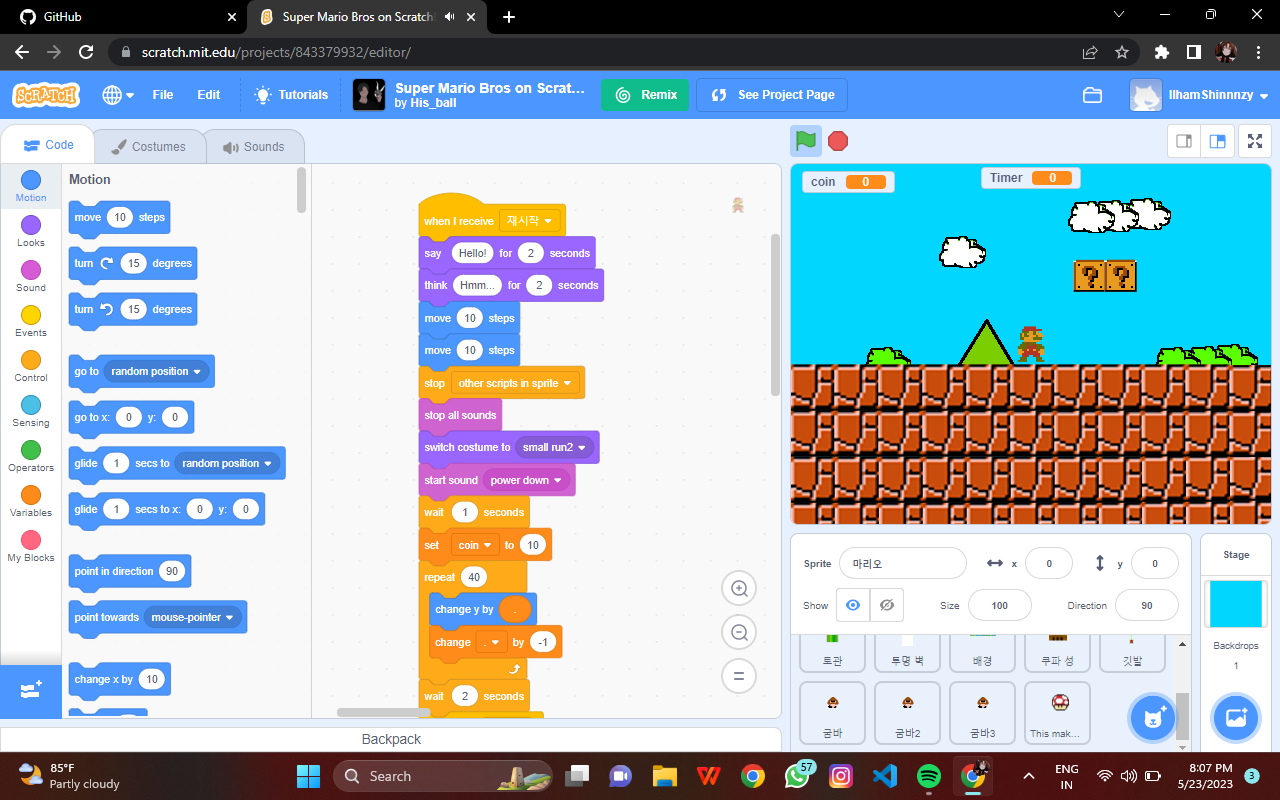 GitHub
Super Mario Bros on Scratch
scratch.mit.edu/projects/843379932/editor/
SCRATCH
File
Edit
Tutorials
Super Mario Bros on Scrat...
by His_ball
Remix
See Project Page
IlhamShinnnzy
Code
Costumes
Sounds
Motion
Looks
Sound
Events
Control
Sensing
Operators
Variables
My Blocks
Motion
move 10 steps
turn 15 degrees
turn 15 degrees
go to random position
go to x: 0 y: 0
glide 1 secs to random position
glide 1 secs to x: 0 y: 0
point in direction 90
point towards mouse-pointer
change x by 10
when I receive 재시작
say Hello! for 2 seconds
think Hmm... for 2 seconds
move 10 steps
move 10 steps
stop other scripts in sprite
stop all sounds
switch costume to small run2
start sound power down
wait 1 seconds
set coin to 10
repeat 40
change y by .
change . by -1
wait 2 seconds
Backpack
coin 0
Timer 0
? ?
Sprite 마리오 x 0 y 0
Show Size 100 Direction 90
토관 투명 벽 배경 쿠파 성 깃발
굼바 굼바2 굼바3 This mak...
Stage
Backdrops
1
85°F
Partly cloudy
Search
57
ENG
IN
8:07 PM
5/23/2023
3